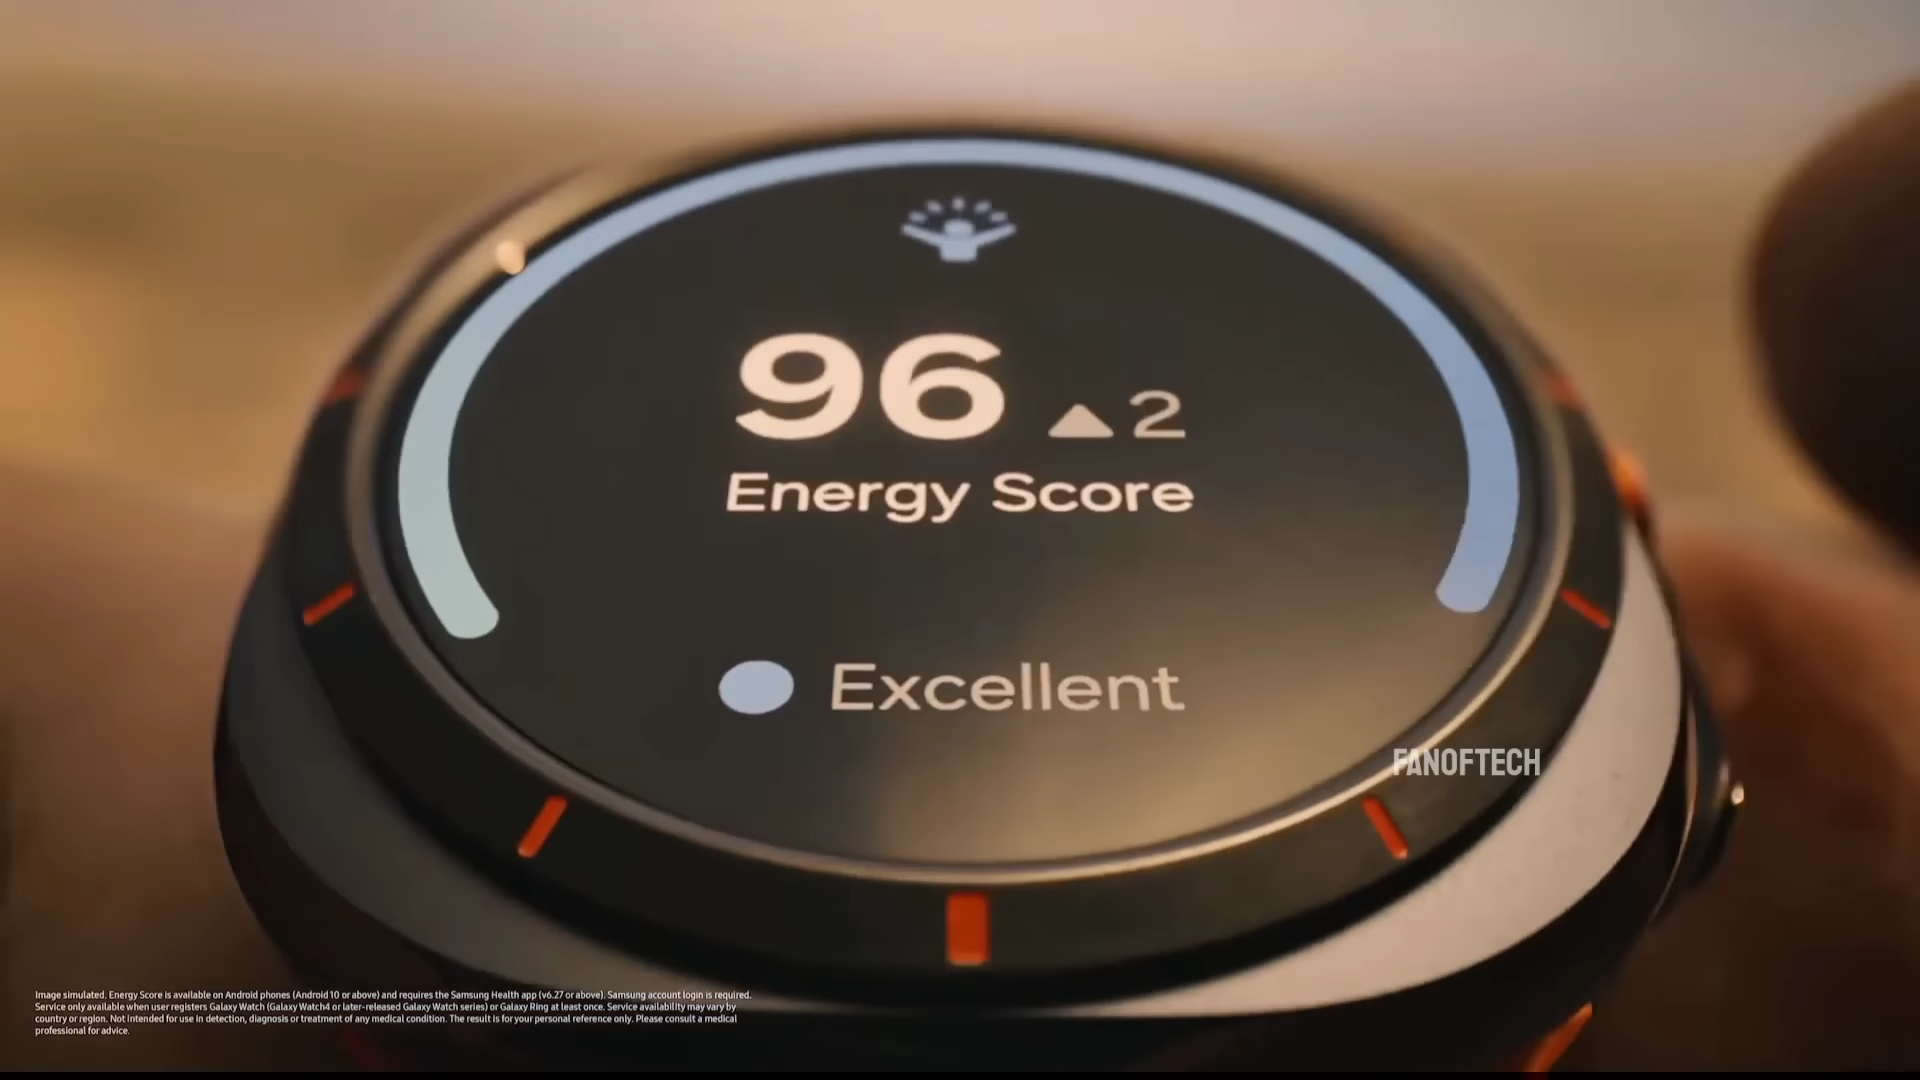 96 ▲2
Energy Score
Excellent
FANOFTECH
Image simulated. Energy Score is available on Android phones (Android 10 or above) and requires the Samsung Health app (v6.27 or above). Samsung account login is required.
Service only available when user registers Galaxy Watch (Galaxy Watch4 or later-released Galaxy Watch series) or Galaxy Ring at least once. Service availability may vary by
country or region. Not intended for use in detection, diagnosis or treatment of any medical condition. The result is for your personal reference only. Please consult a medical
professional for advice.